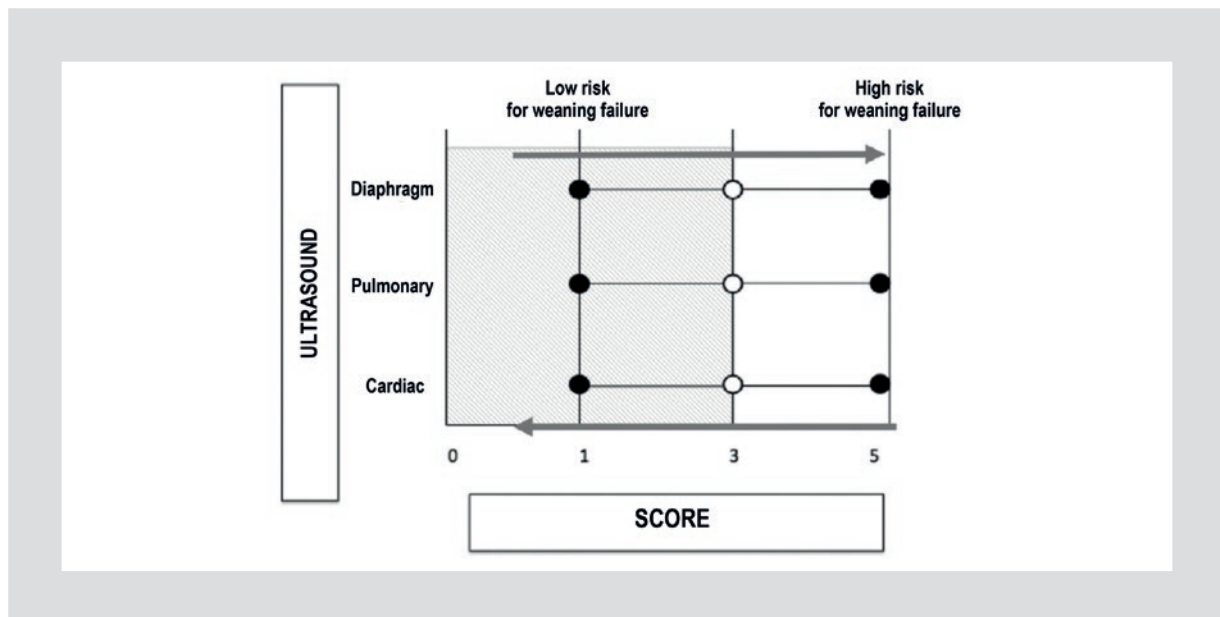 Low risk
for weaning failure
High risk
for weaning failure
Diaphragm
Pulmonary
Cardiac
ULTRASOUND
0 1 3 5
SCORE